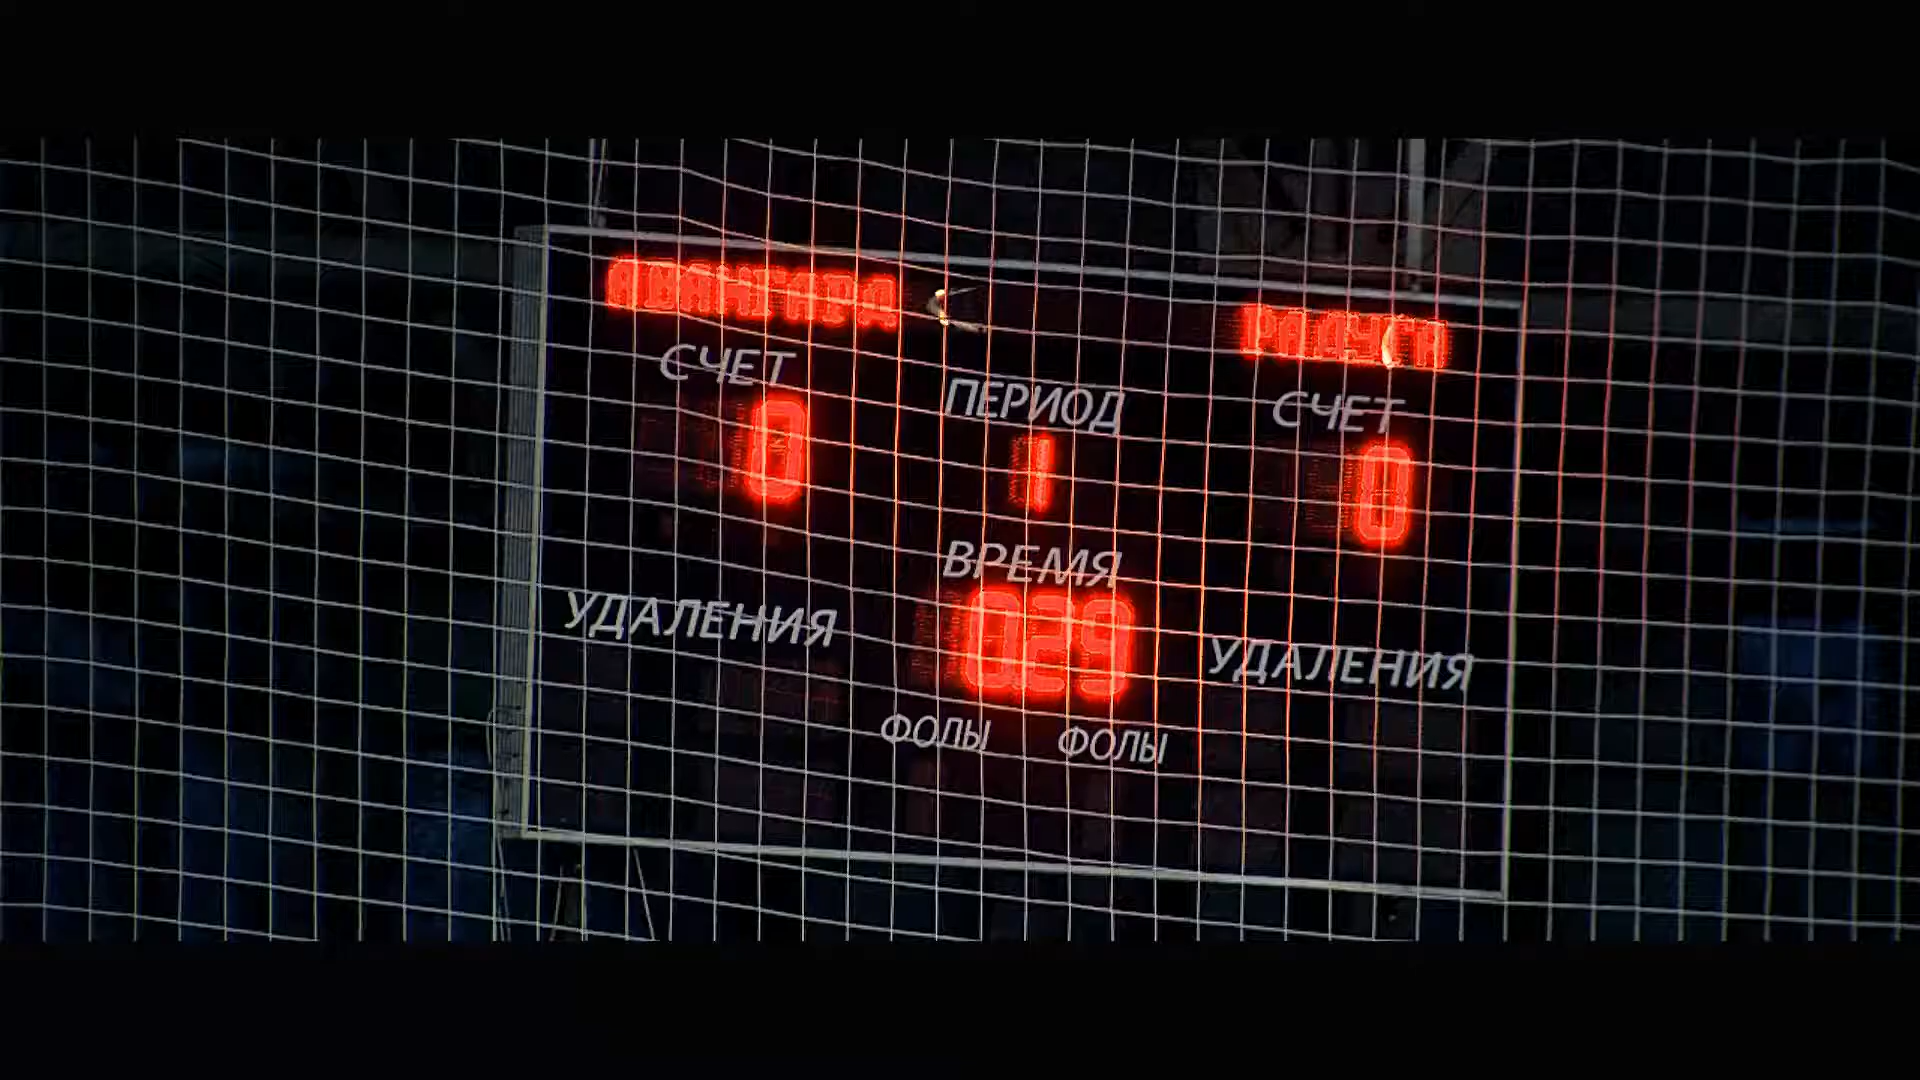 АВАНГАРД
РАДУГА
СЧЕТ
ПЕРИОД
СЧЕТ
0
1
0
ВРЕМЯ
029
УДАЛЕНИЯ
УДАЛЕНИЯ
ФОЛЫ ФОЛЫ